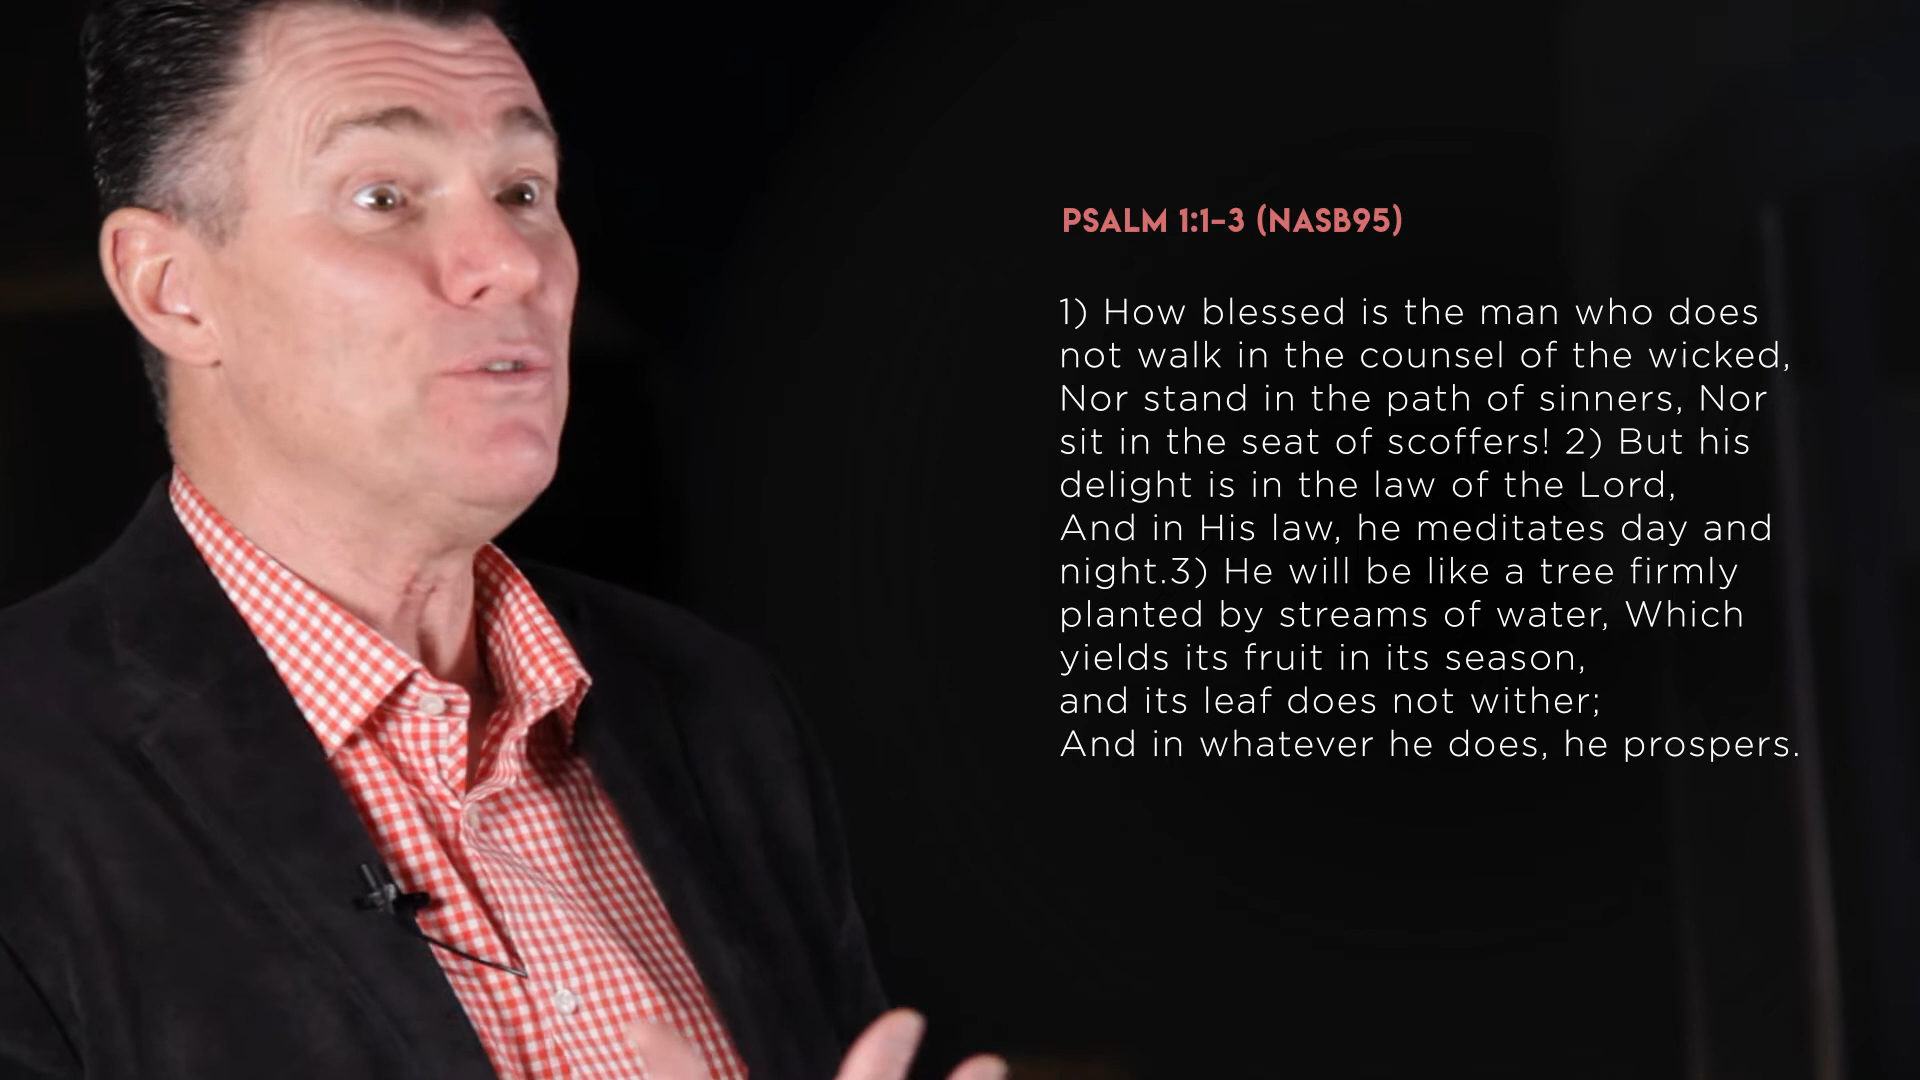 PSALM 1:1-3 (NASB95)
1) How blessed is the man who does
not walk in the counsel of the wicked,
Nor stand in the path of sinners, Nor
sit in the seat of scoffers! 2) But his
delight is in the law of the Lord,
And in His law, he meditates day and
night.3) He will be like a tree firmly
planted by streams of water, Which
yields its fruit in its season,
and its leaf does not wither;
And in whatever he does, he prospers.